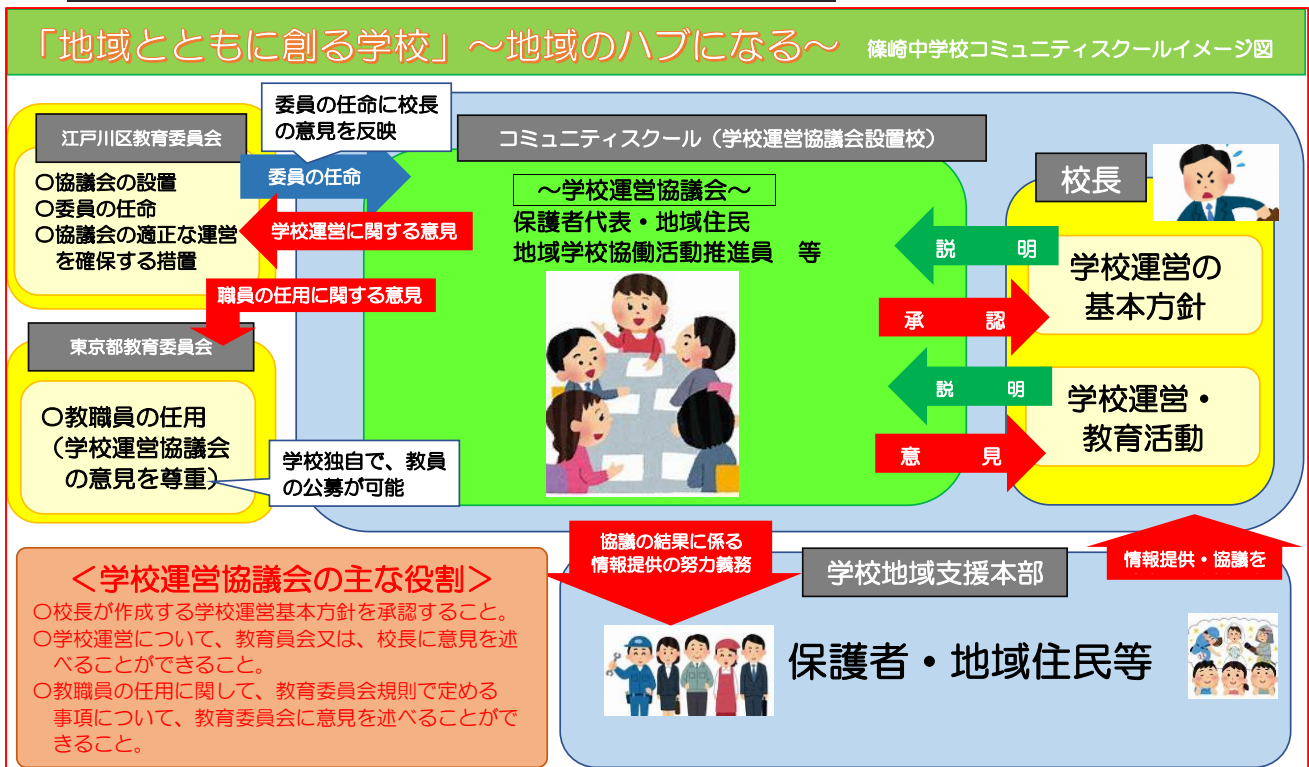 「地域とともに創る学校」～地域のハブになる～ 篠崎中学校コミュニティスクールイメージ図
委員の任命に校長
の意見を反映
江戸川区教育委員会
〇協議会の設置
〇委員の任命
〇協議会の適正な運営
を確保する措置
委員の任命
学校運営に関する意見
職員の任用に関する意見
東京都教育委員会
〇教職員の任用
（学校運営協議会
の意見を尊重）
学校独自で、教員
の公募が可能
コミュニティスクール（学校運営協議会設置校）
～学校運営協議会～
保護者代表・地域住民
地域学校協働活動推進員 等
校長
説 明
承 認
学校運営の
基本方針
説 明
意 見
学校運営・
教育活動
協議の結果に係る
情報提供の努力義務
学校地域支援本部
情報提供・協議を
保護者・地域住民等
＜学校運営協議会の主な役割＞
〇校長が作成する学校運営基本方針を承認すること。
〇学校運営について、教育員会又は、校長に意見を述
べることができること。
〇教職員の任用に関して、教育委員会規則で定める
事項について、教育委員会に意見を述べることがで
きること。